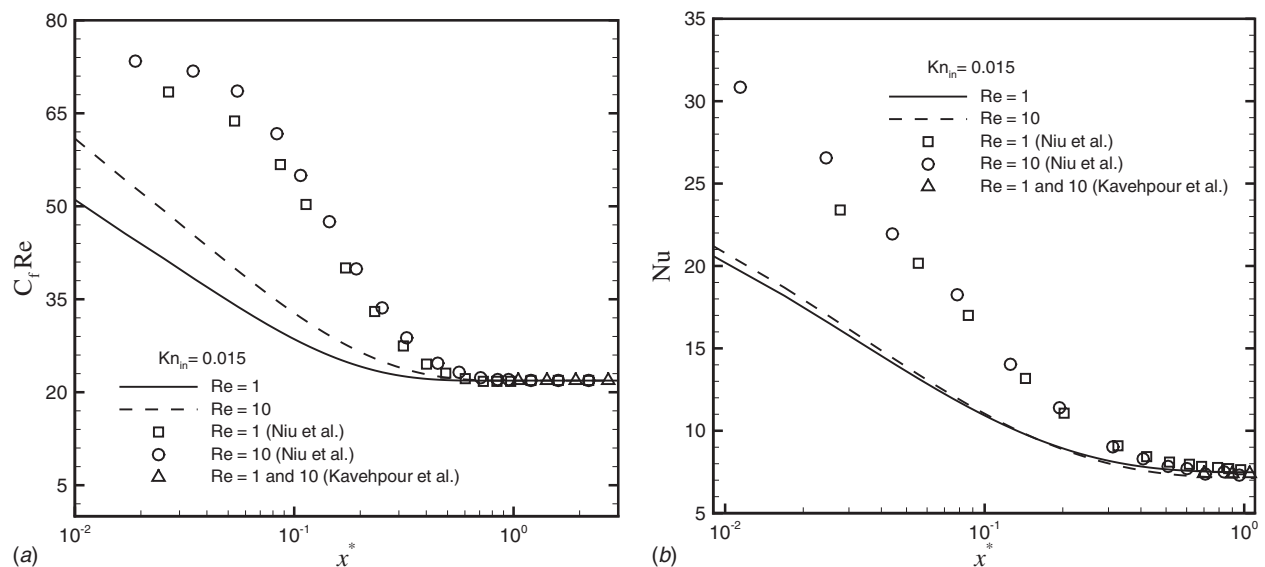 80
65
50
35
20
5
C_f Re
Kn_in = 0.015
Re = 1
Re = 10
Re = 1 (Niu et al.)
Re = 10 (Niu et al.)
Re = 1 and 10 (Kavehpour et al.)
10^-2
10^-1
10^0
(a)
x^*
35
30
25
20
15
10
5
Nu
Kn_in = 0.015
Re = 1
Re = 10
Re = 1 (Niu et al.)
Re = 10 (Niu et al.)
Re = 1 and 10 (Kavehpour et al.)
10^-2
10^-1
10^0
(b)
x^*